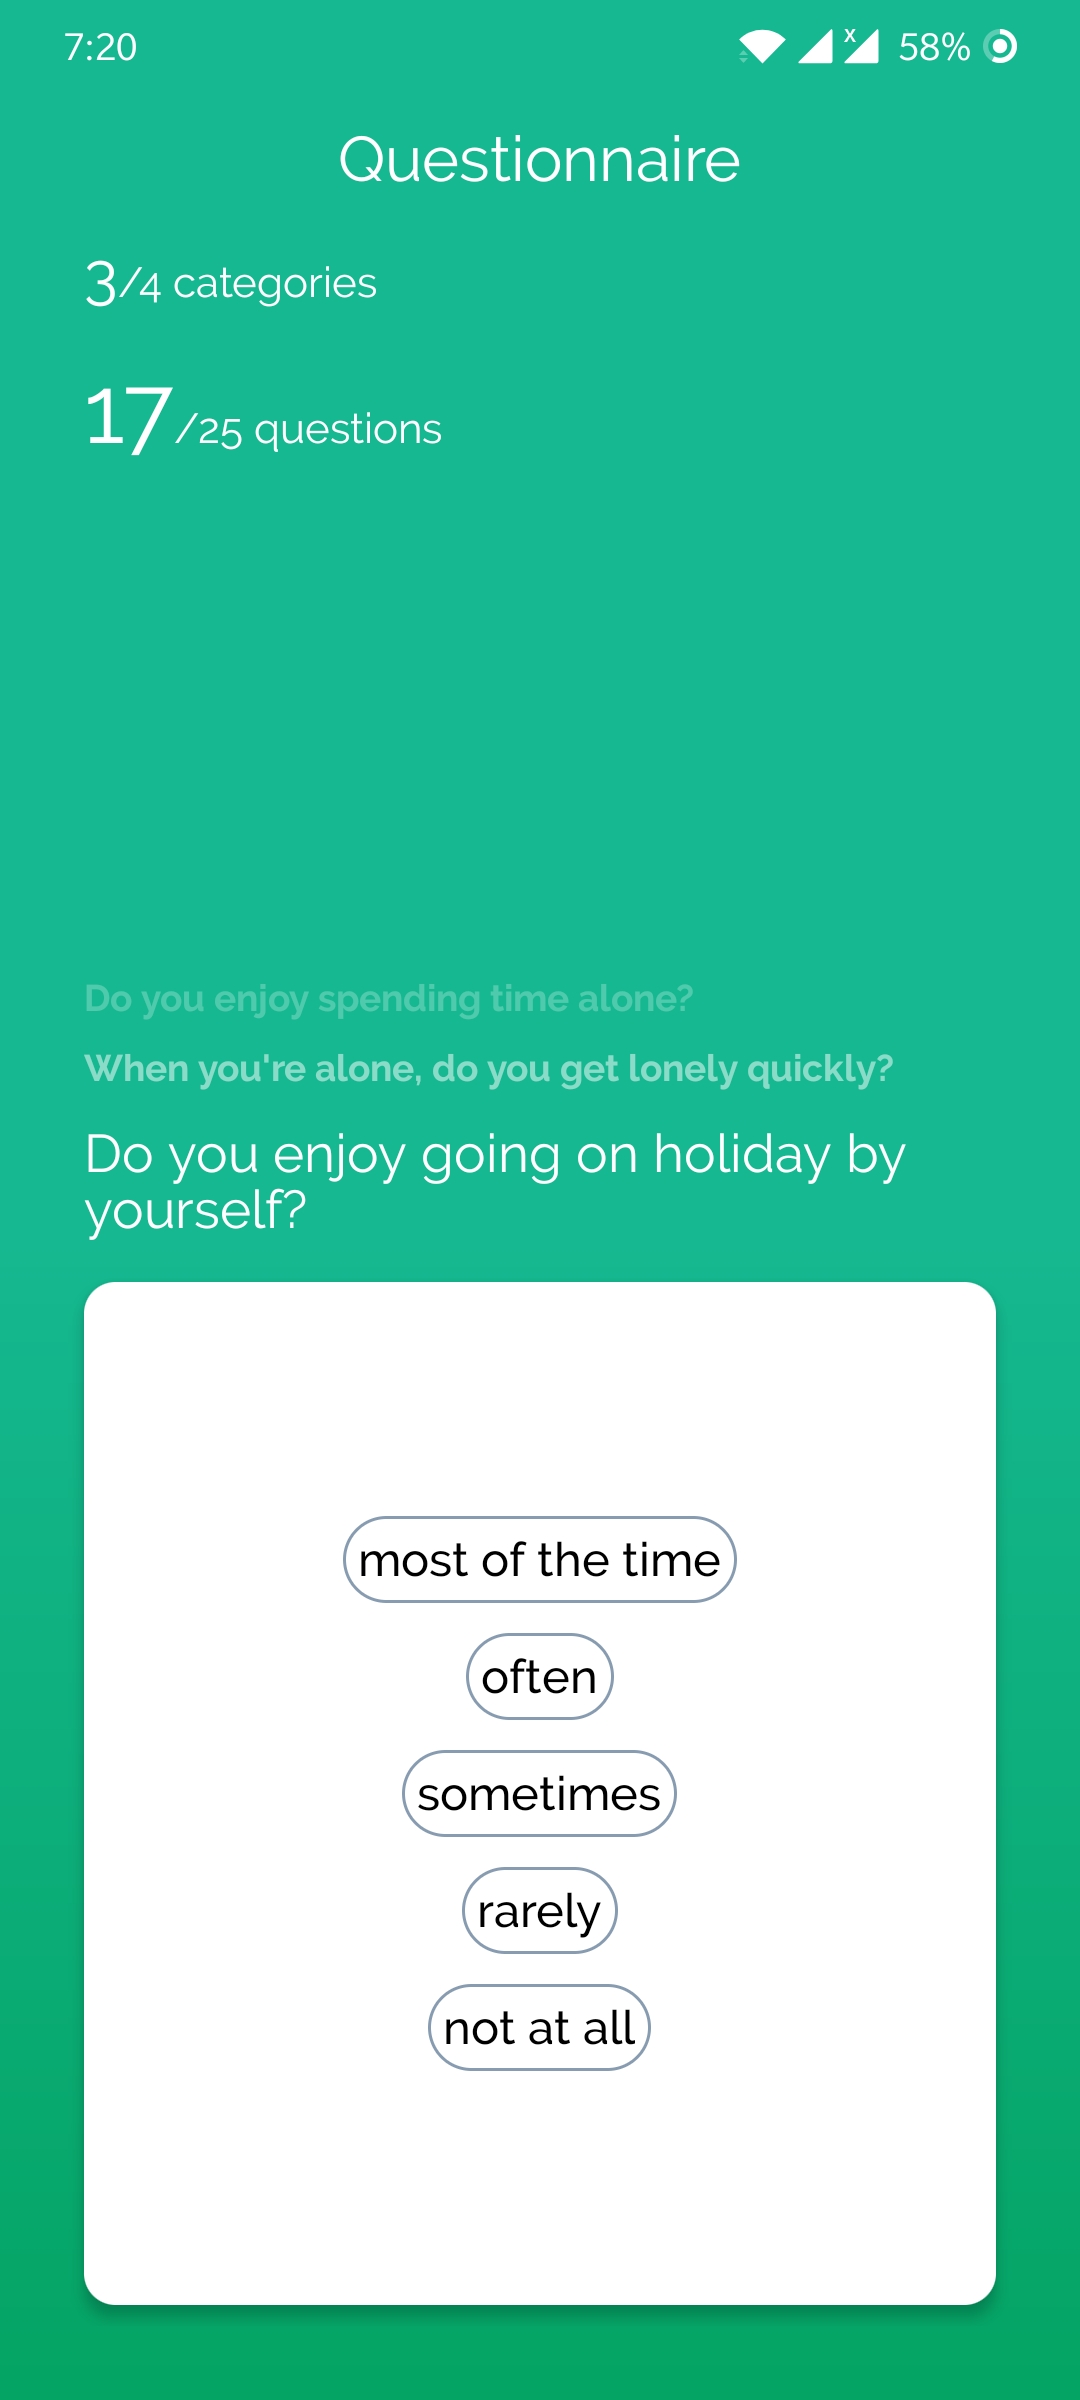 7:20
x
58%
Questionnaire
3/4 categories
17/25 questions
Do you enjoy spending time alone?
When you're alone, do you get lonely quickly?
Do you enjoy going on holiday by
yourself?
most of the time
often
sometimes
rarely
not at all